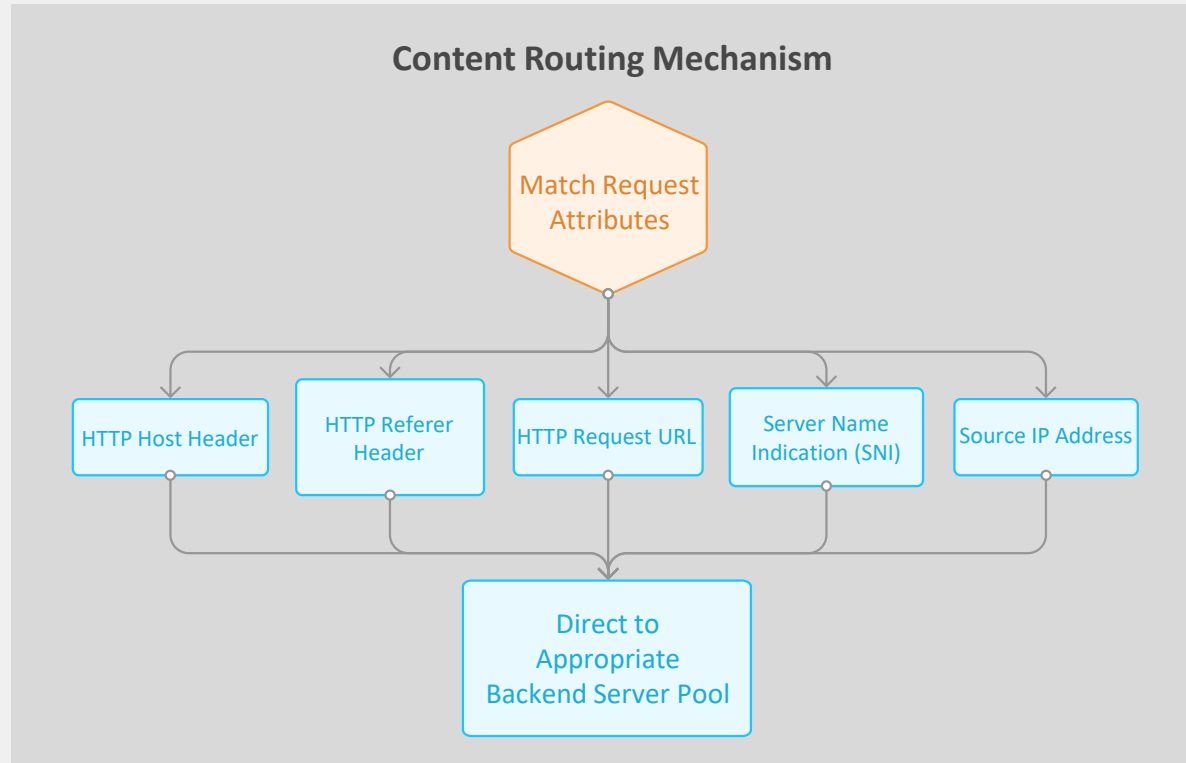 Content Routing Mechanism
Match Request
Attributes
HTTP Host Header
HTTP Referer
Header
HTTP Request URL
Server Name
Indication (SNI)
Source IP Address
Direct to
Appropriate
Backend Server Pool